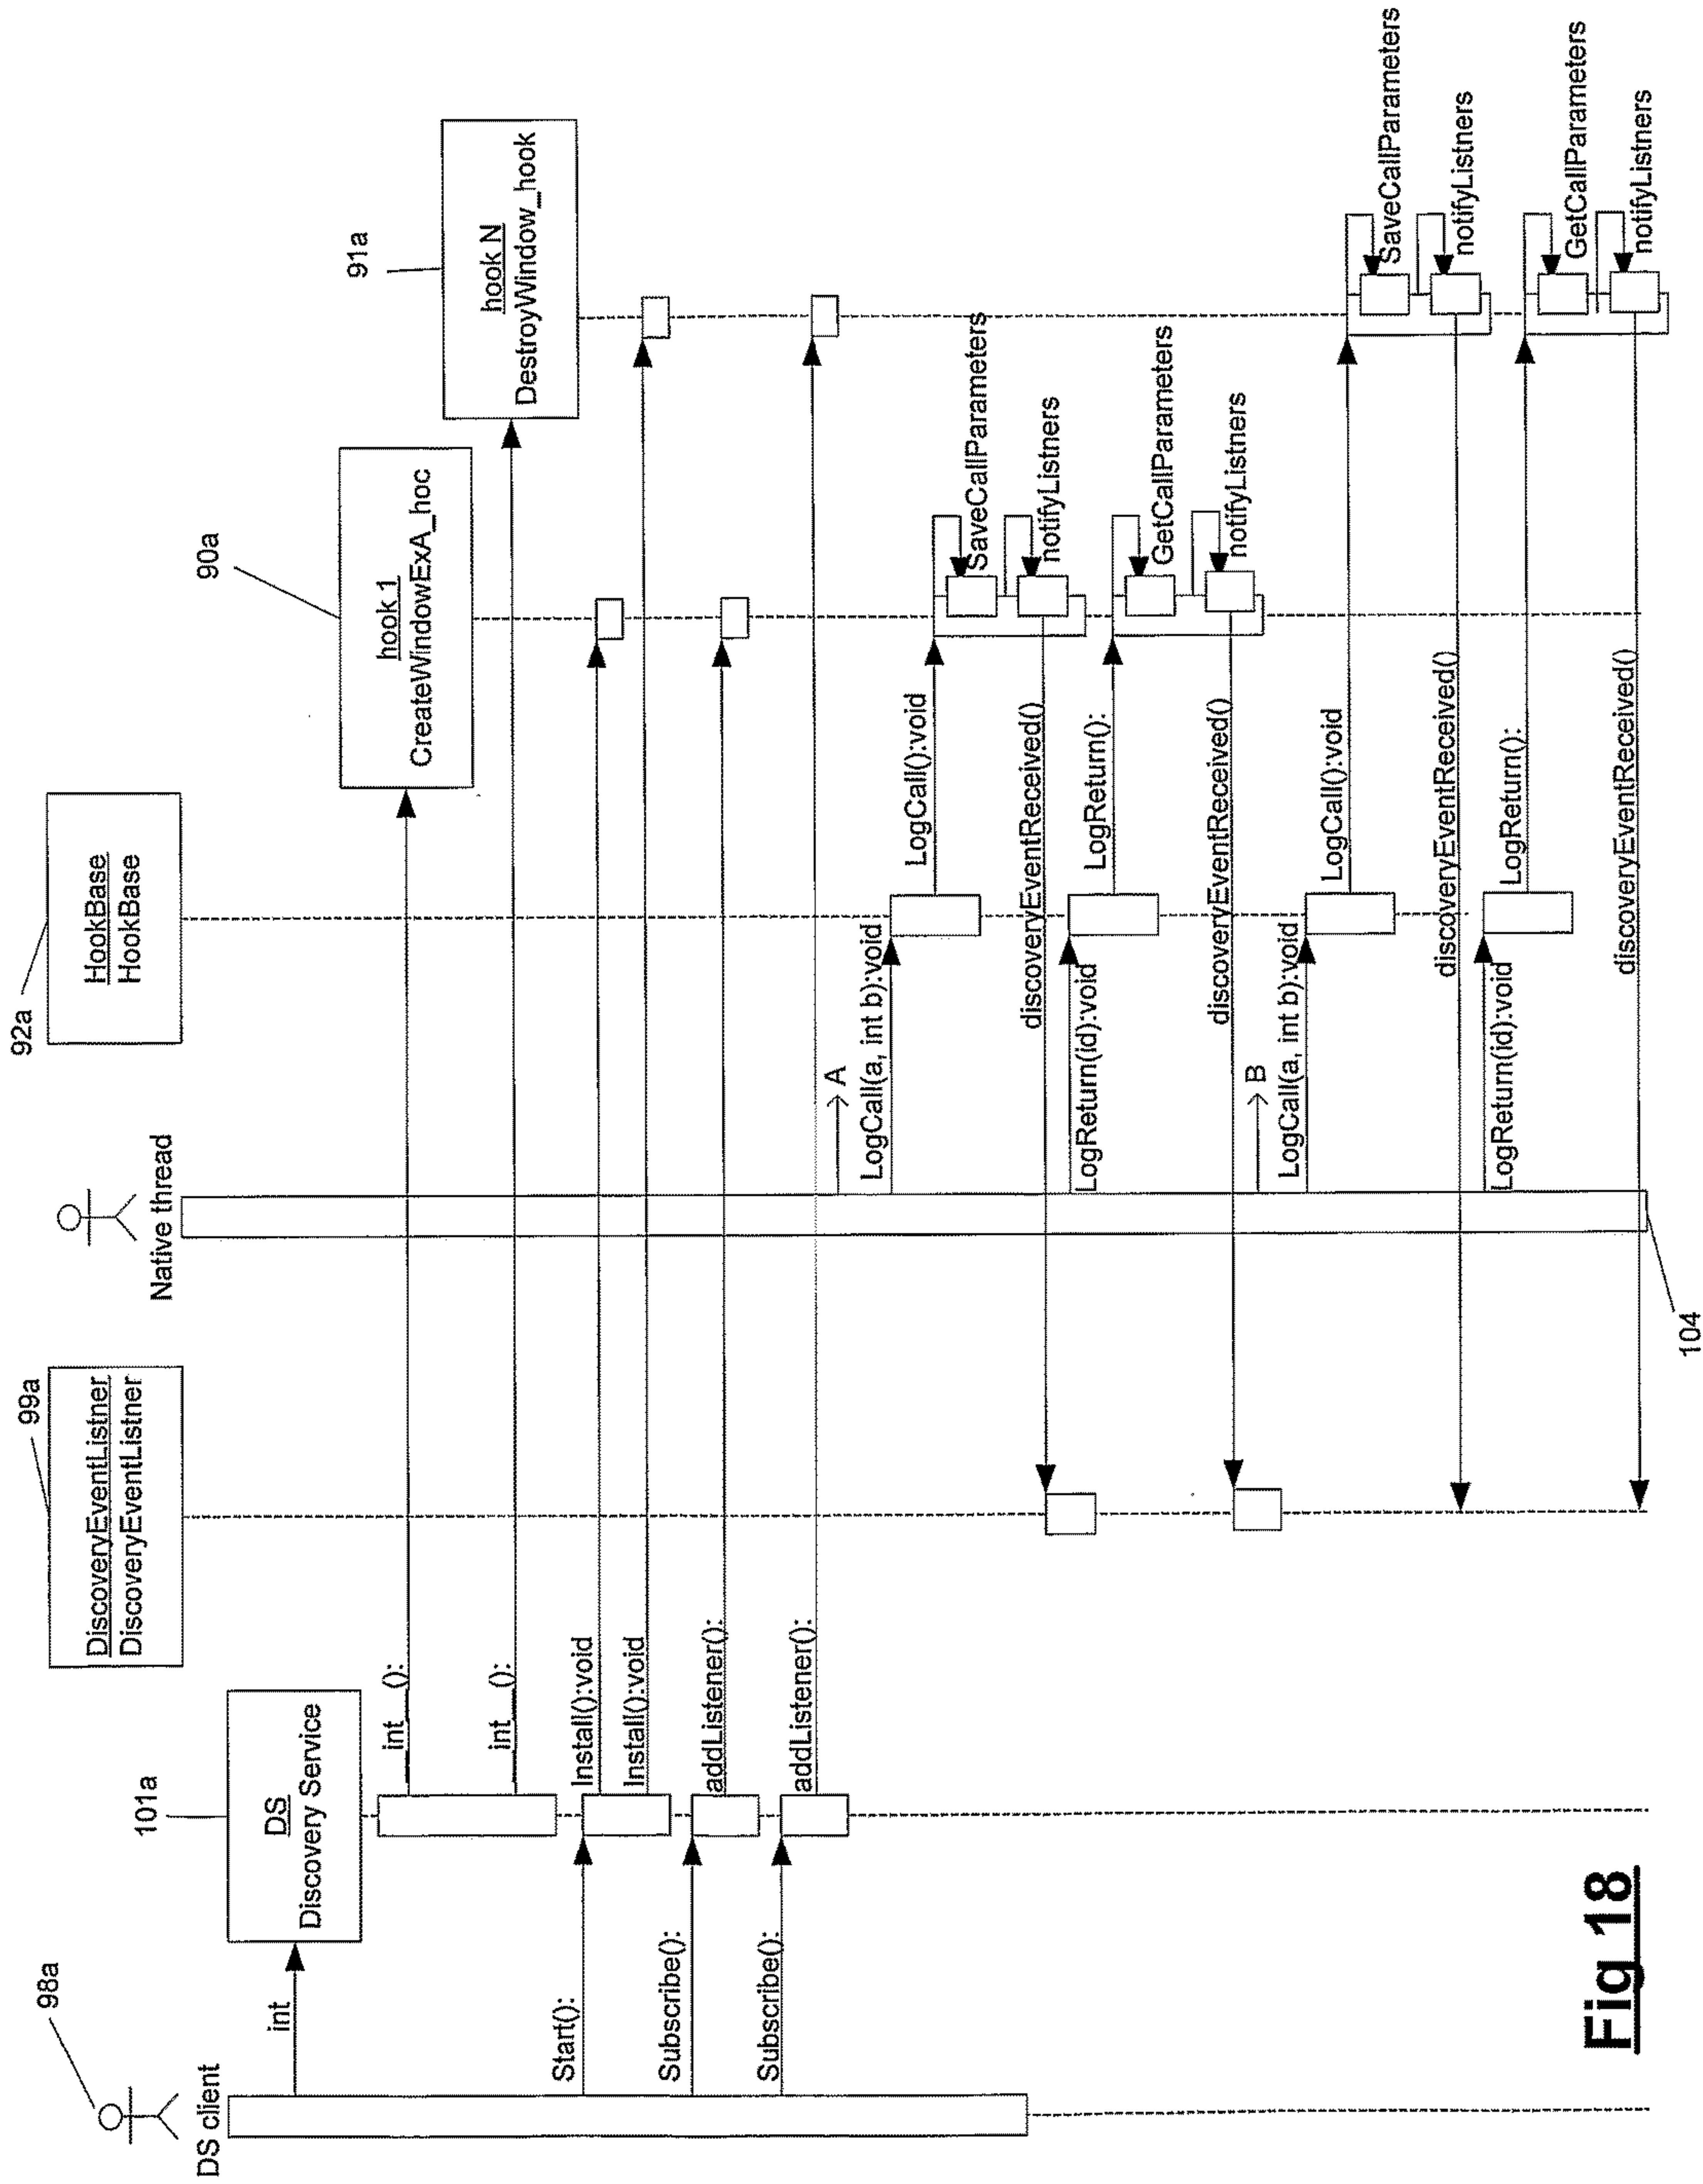 98a
DS client
101a
DS
Discovery Service
99a
DiscoveryEventListner
DiscoveryEventListner
Native thread
92a
HookBase
HookBase
90a
hook 1
CreateWindowExA_hoc
91a
hook N
DestroyWindow_hook
int
int_():
int_():
Start():
Install():void
Install():void
Subscribe():
addListener():
Subscribe():
addListener():
A
LogCall(a, int b):void
LogCall():void
SaveCallParameters
notifyListners
discoveryEventReceived()
LogReturn(id):void
LogReturn():
GetCallParameters
notifyListners
discoveryEventReceived()
B
LogCall(a, int b):void
LogCall():void
SaveCallParameters
notifyListners
discoveryEventReceived()
LogReturn(id):void
LogReturn():
GetCallParameters
notifyListners
discoveryEventReceived()
104
Fig 18